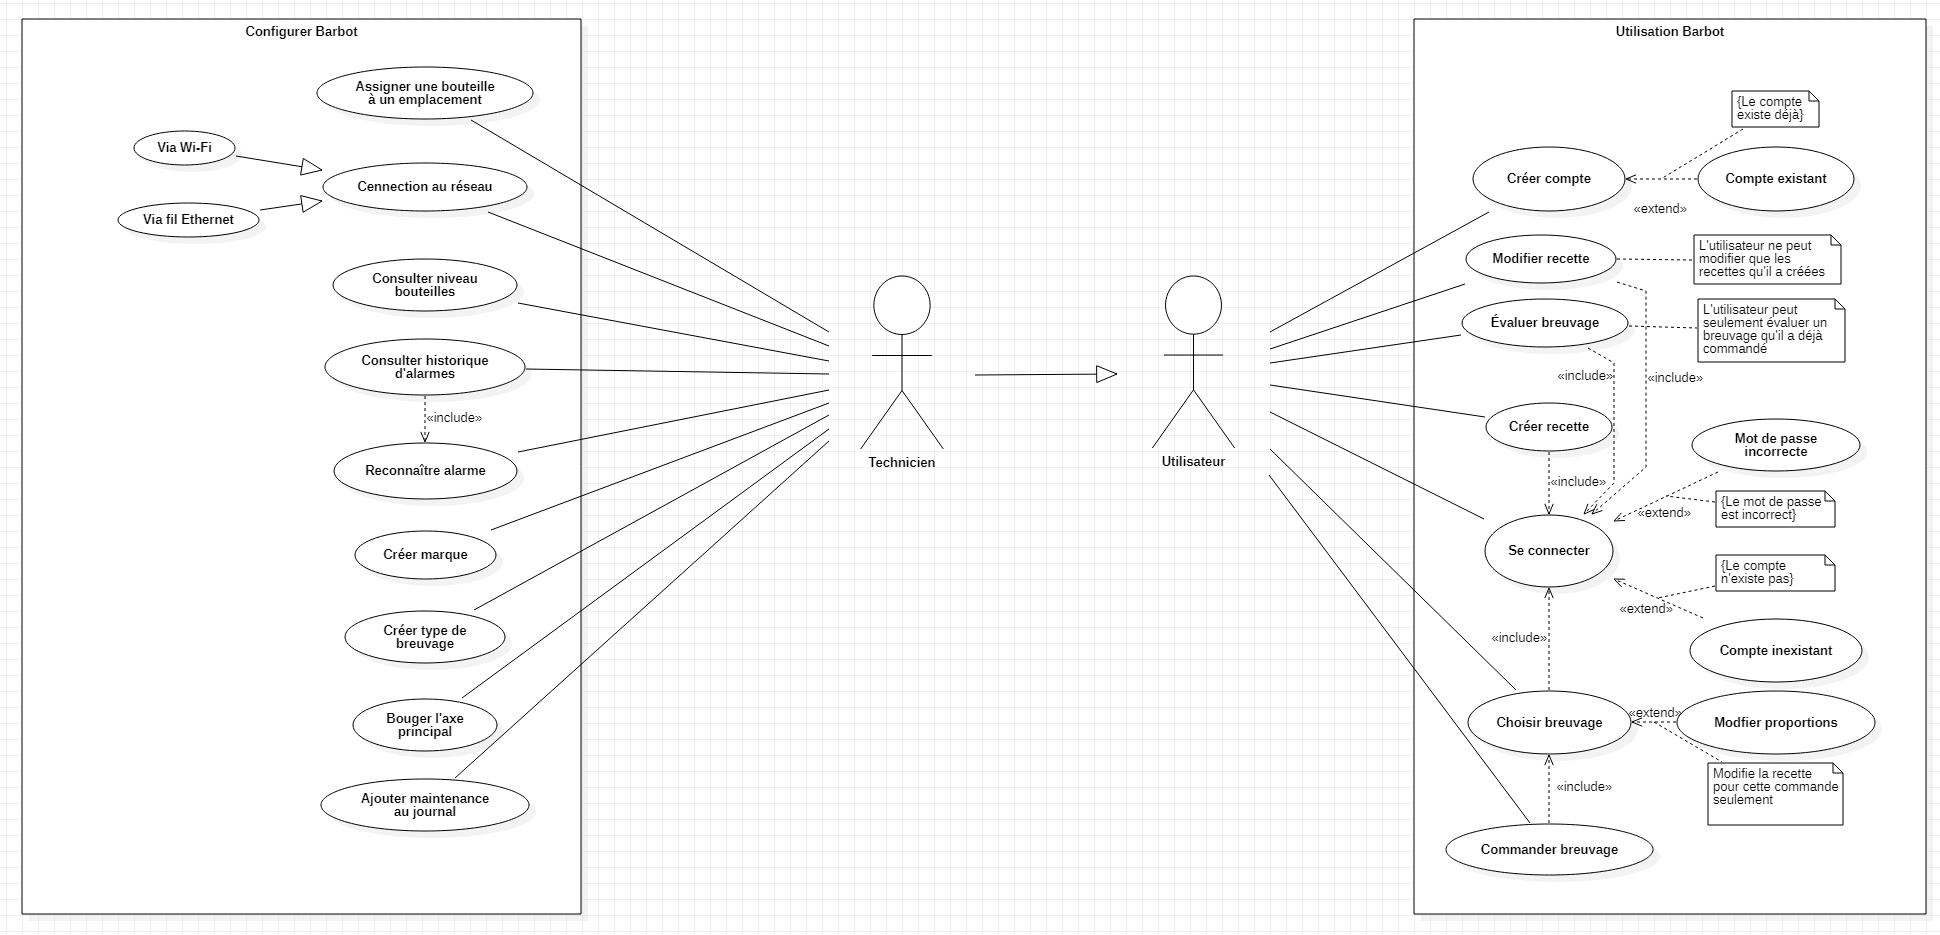 Configurer Barbot
Assigner une bouteille
à un emplacement
Via Wi-Fi
Cennection au réseau
Via fil Ethernet
Consulter niveau
bouteilles
Consulter historique
d'alarmes
«include»
Reconnaître alarme
Créer marque
Créer type de
breuvage
Bouger l'axe
principal
Ajouter maintenance
au journal
Technicien
Utilisateur
Utilisation Barbot
{Le compte
existe déjà}
Créer compte
Compte existant
«extend»
Modifier recette
L'utilisateur ne peut
modifier que les
recettes qu'il a créées
Évaluer breuvage
L'utilisateur peut
seulement évaluer un
breuvage qu'il a déjà
commandé
«include»
«include»
Créer recette
Mot de passe
incorrecte
«include»
{Le mot de passe
est incorrect}
«extend»
Se connecter
{Le compte
n'existe pas}
«extend»
«include»
Compte inexistant
«extend»
Choisir breuvage
Modfier proportions
Modifie la recette
pour cette commande
seulement
«include»
Commander breuvage